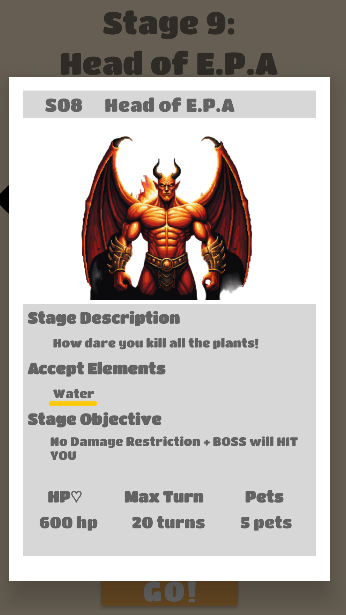 Stage 9:
Head of E.P.A
S08 Head of E.P.A
Stage Description
How dare you kill all the plants!
Accept Elements
Water
Stage Objective
No Damage Restriction + BOSS will HIT
YOU
HP♡ Max Turn Pets
600 hp 20 turns 5 pets
GO!